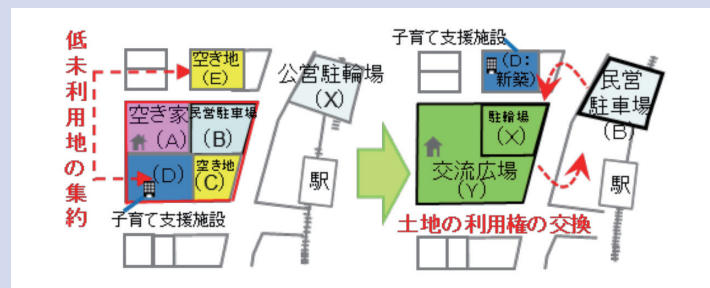 低未利用地の集約
空き地
(E)
公営駐輪場
(X)
空き家
(A)
民営駐車場
(B)
(D)
空き地
(C)
駅
子育て支援施設
子育て支援施設
(D:
新築)
民営
駐車場
(B)
駐輪場
(X)
交流広場
(Y)
駅
土地の利用権の交換